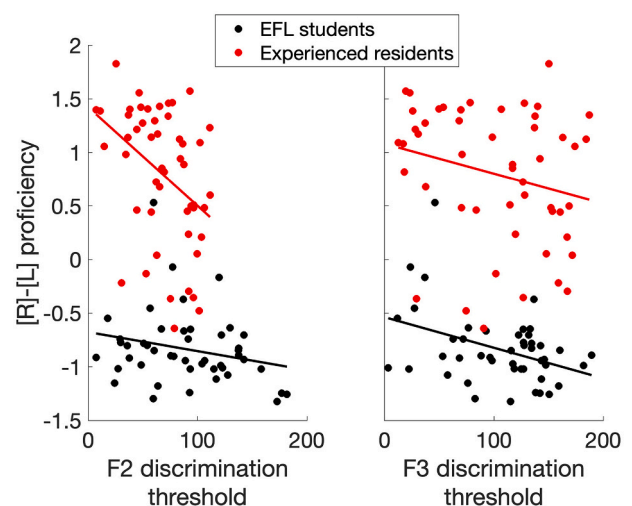 EFL students
Experienced residents
[R]-[L] proficiency
2
1.5
1
0.5
0
-0.5
-1
-1.5
0 100 200
0 100 200
F2 discrimination
threshold
F3 discrimination
threshold